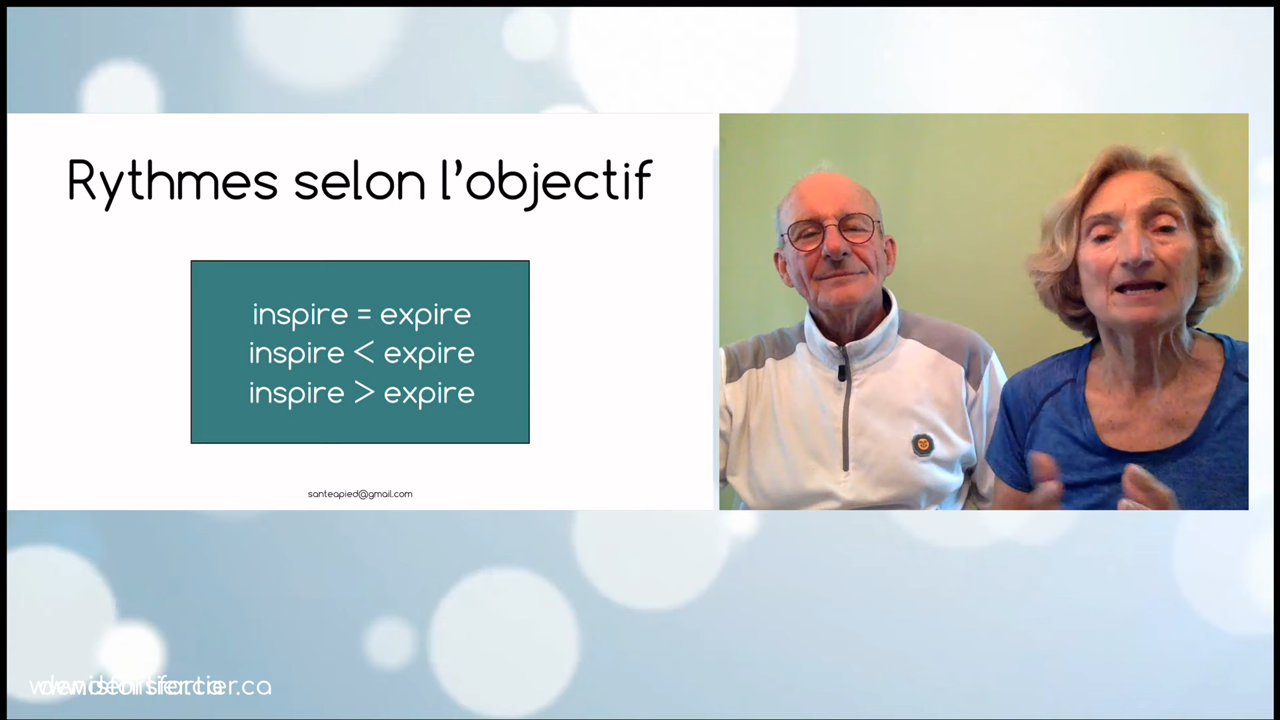 Rythmes selon l'objectif
inspire = expire
inspire < expire
inspire > expire
santeapied@gmail.com